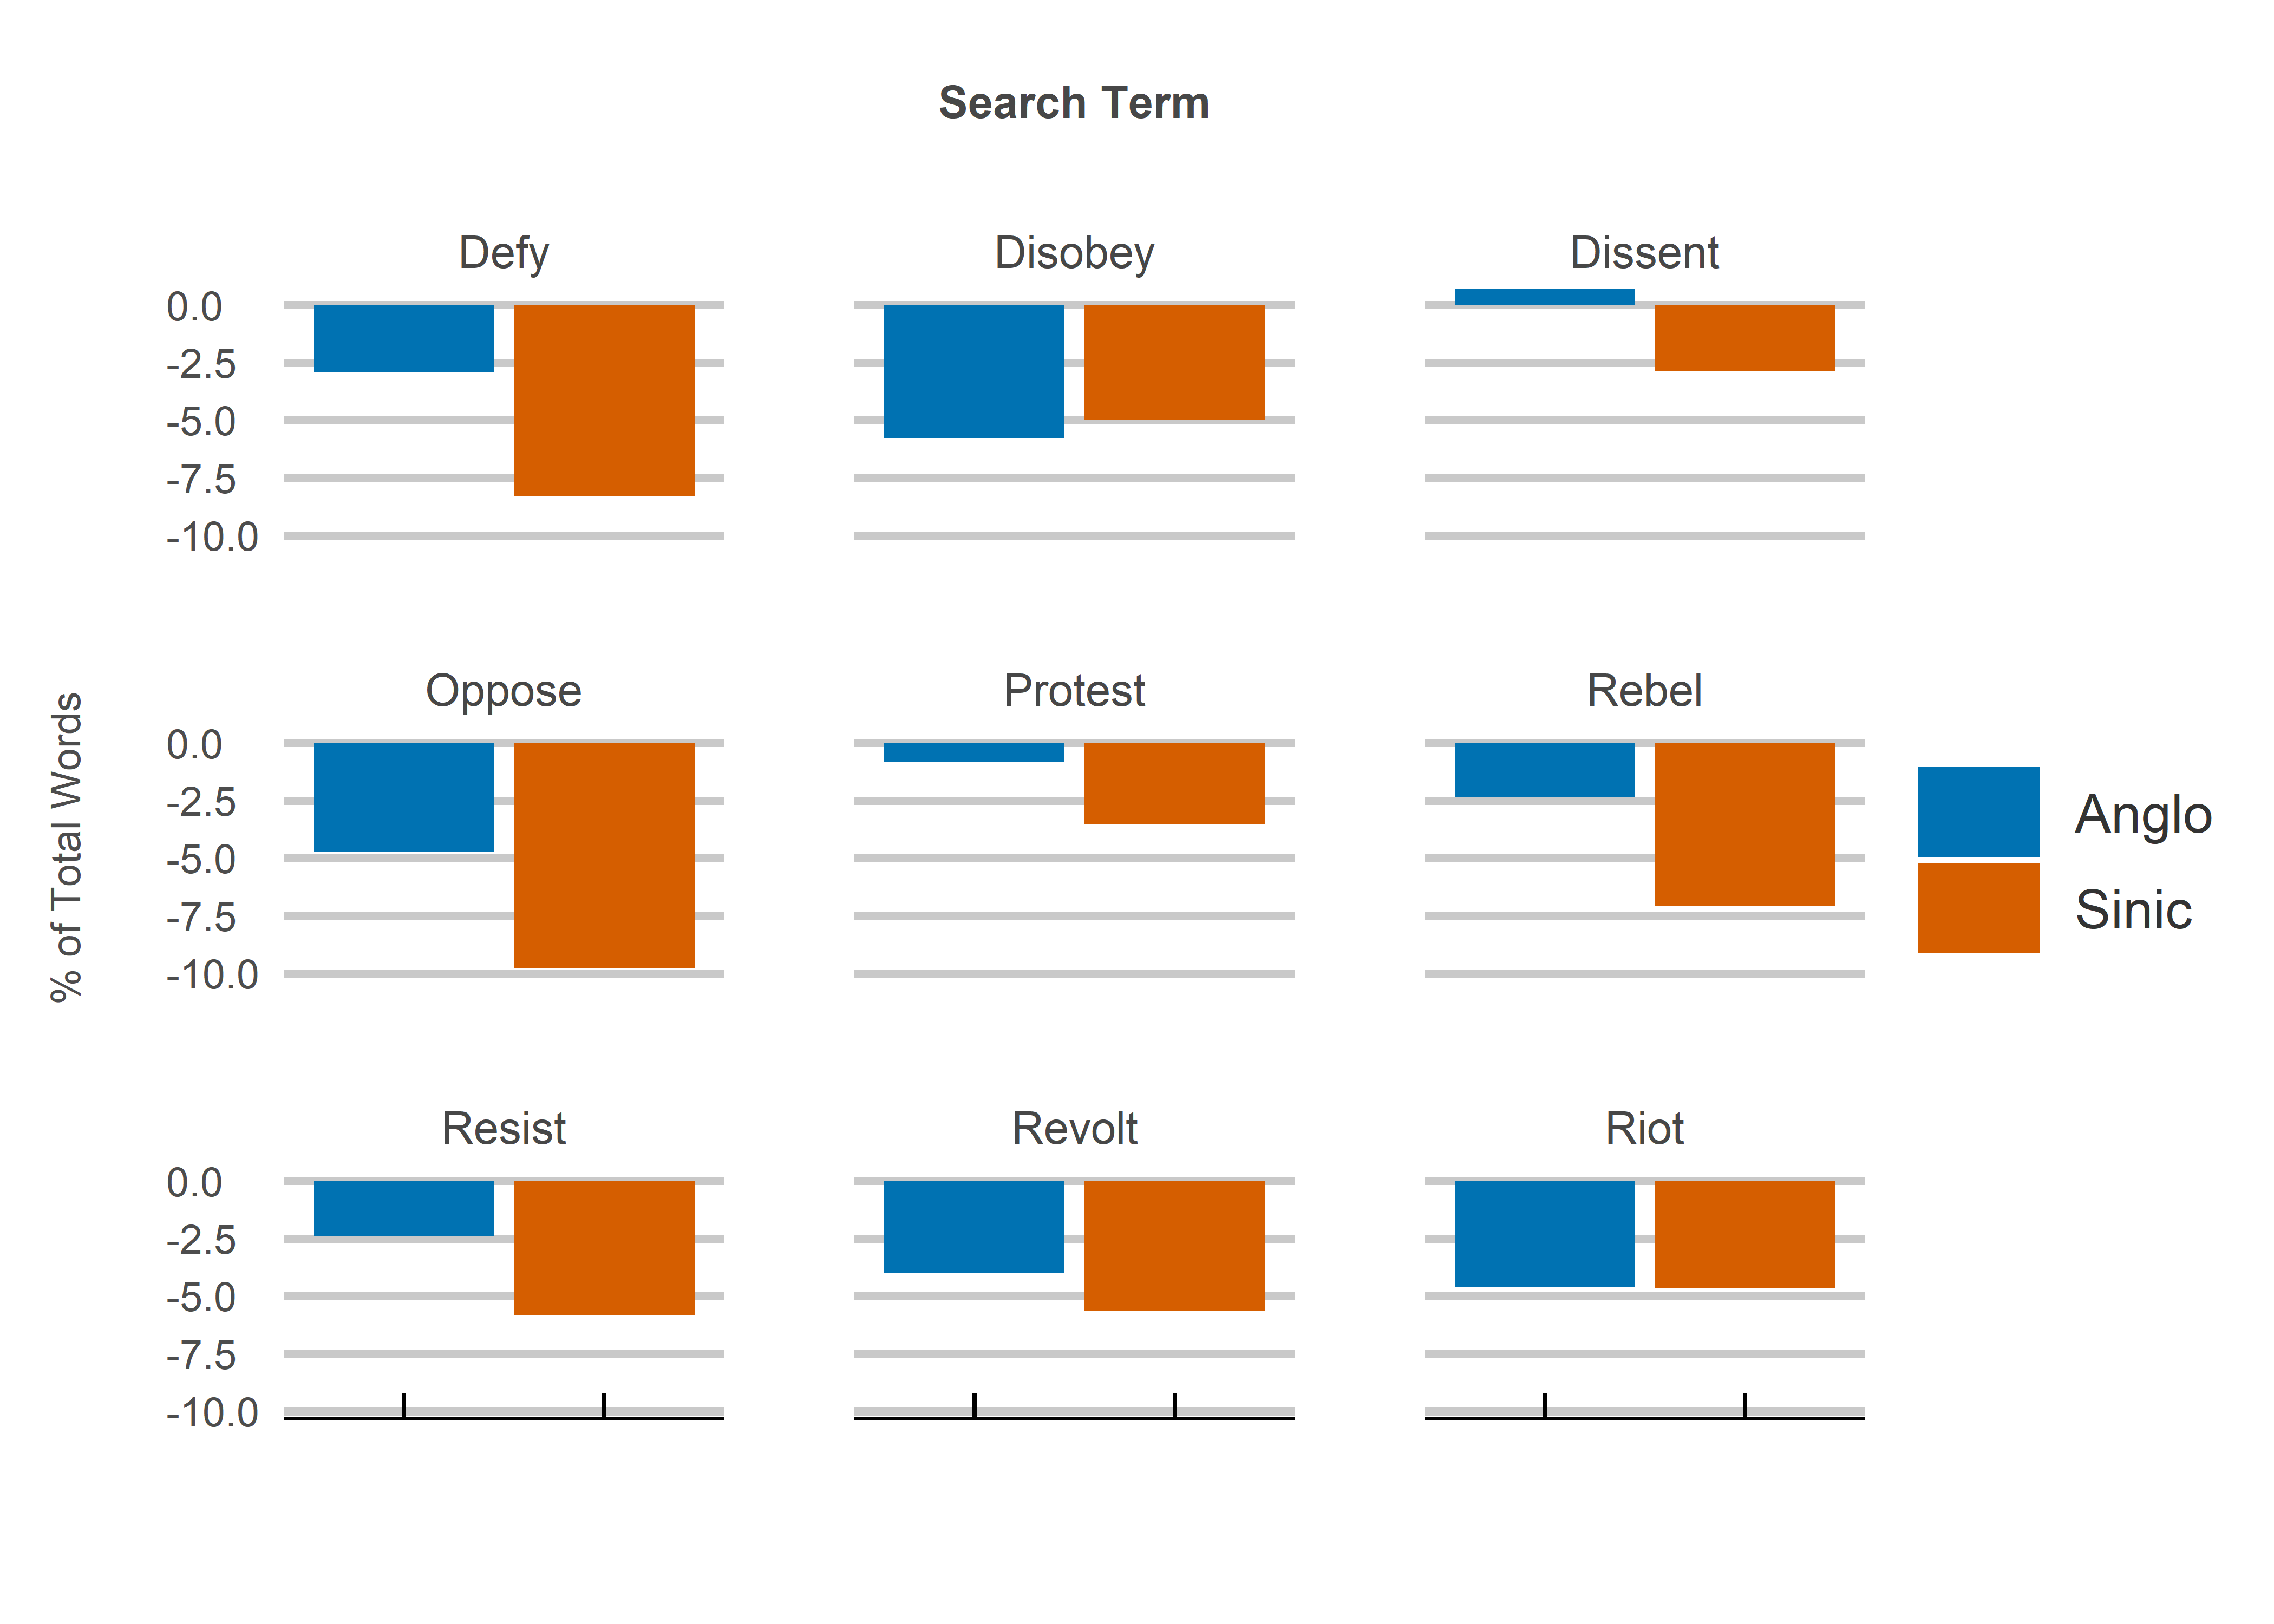 Search Term
Defy
Disobey
Dissent
0.0
-2.5
-5.0
-7.5
-10.0
Oppose
Protest
Rebel
0.0
-2.5
-5.0
-7.5
-10.0
% of Total Words
Anglo
Sinic
Resist
Revolt
Riot
0.0
-2.5
-5.0
-7.5
-10.0